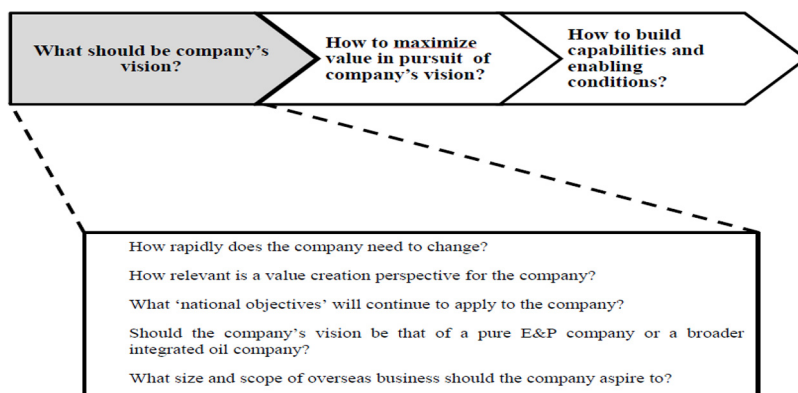 What should be company's
vision?
How to maximize
value in pursuit of
company's vision?
How to build
capabilities and
enabling
conditions?
How rapidly does the company need to change?
How relevant is a value creation perspective for the company?
What ‘national objectives’ will continue to apply to the company?
Should the company's vision be that of a pure E&P company or a broader
integrated oil company?
What size and scope of overseas business should the company aspire to?